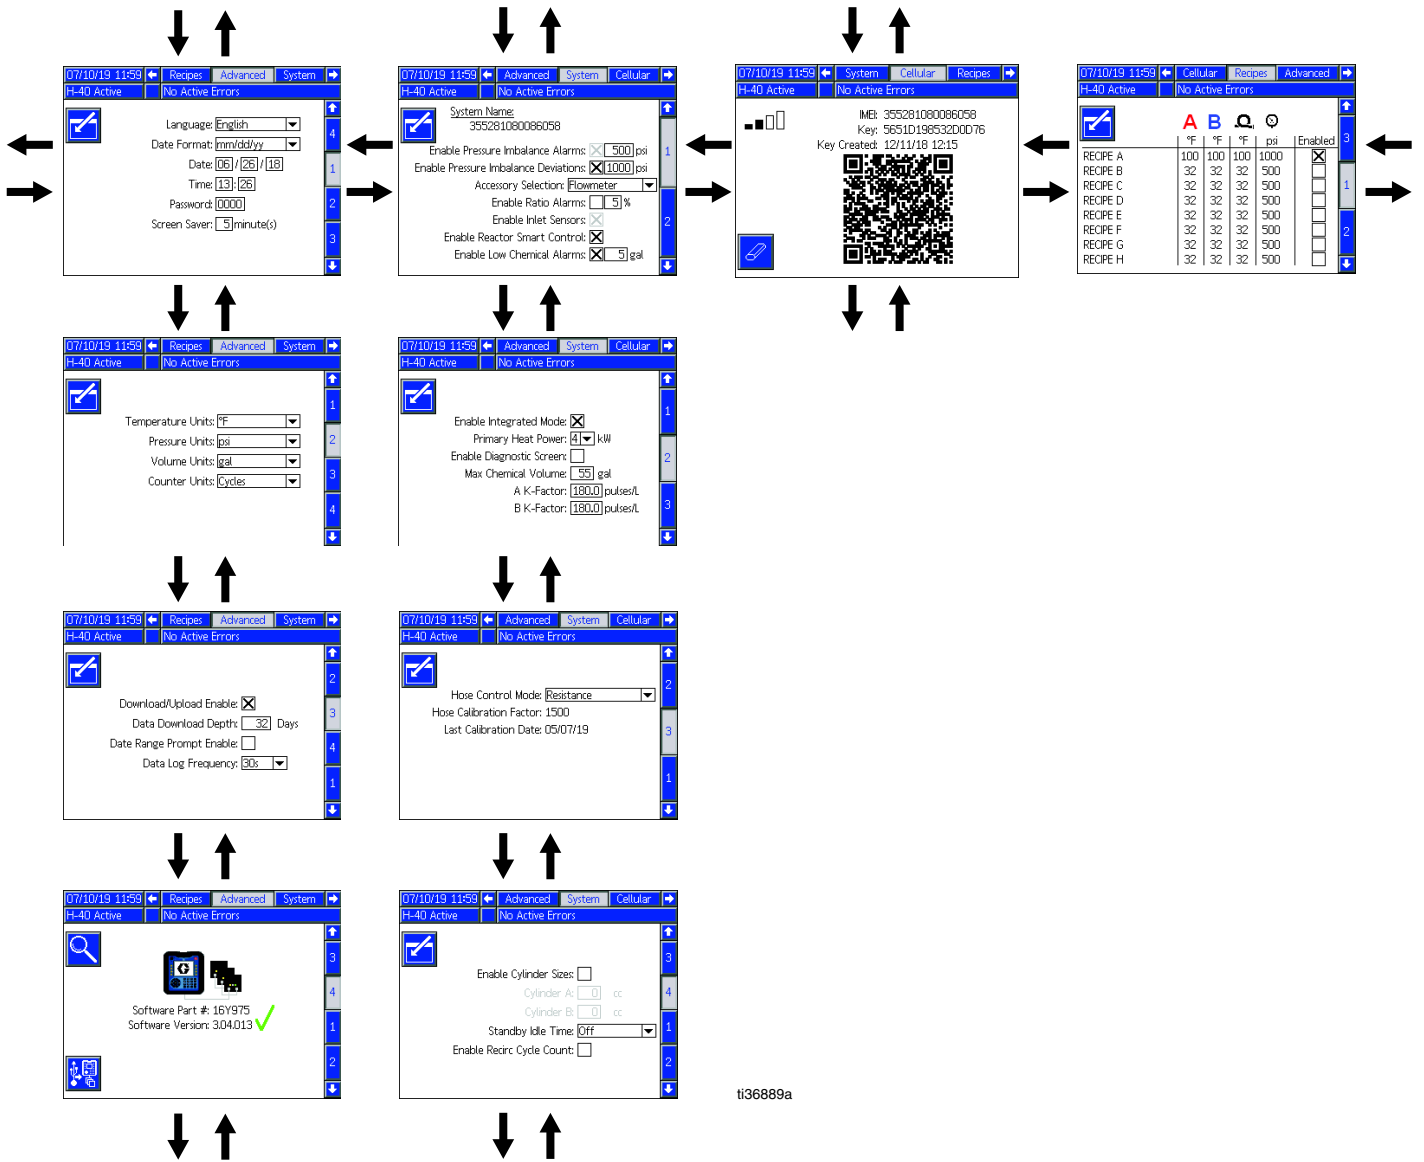 07/10/19 11:59 Recipes Advanced System
H-40 Active No Active Errors
Language: English
Date Format: mm/dd/yy
Date: 06 / 26 / 18
Time: 13 : 26
Password: 0000
Screen Saver: 5 minute(s)
4
1
2
3
07/10/19 11:59 Advanced System Cellular
H-40 Active No Active Errors
System Name:
355281080086058
Enable Pressure Imbalance Alarms: 500 psi
Enable Pressure Imbalance Deviations: 1000 psi
Accessory Selection: Flowmeter
Enable Ratio Alarms: 5 %
Enable Inlet Sensors:
Enable Reactor Smart Control:
Enable Low Chemical Alarms: 5 gal
1
2
07/10/19 11:59 System Cellular Recipes
H-40 Active No Active Errors
IMEI: 355281080086058
Key: 5651D198532D0D76
Key Created: 12/11/18 12:15
07/10/19 11:59 Cellular Recipes Advanced
H-40 Active No Active Errors
A B
°F °F °F psi Enabled
RECIPE A 100 100 100 1000
RECIPE B 32 32 32 500
RECIPE C 32 32 32 500
RECIPE D 32 32 32 500
RECIPE E 32 32 32 500
RECIPE F 32 32 32 500
RECIPE G 32 32 32 500
RECIPE H 32 32 32 500
3
1
2
07/10/19 11:59 Recipes Advanced System
H-40 Active No Active Errors
Temperature Units: °F
Pressure Units: psi
Volume Units: gal
Counter Units: Cycles
1
2
3
4
07/10/19 11:59 Advanced System Cellular
H-40 Active No Active Errors
Enable Integrated Mode:
Primary Heat Power: 4 kW
Enable Diagnostic Screen:
Max Chemical Volume: 55 gal
A K-Factor: 180.0 pulses/L
B K-Factor: 180.0 pulses/L
1
2
3
07/10/19 11:59 Recipes Advanced System
H-40 Active No Active Errors
Download/Upload Enable:
Data Download Depth: 32 Days
Date Range Prompt Enable:
Data Log Frequency: 30s
2
3
4
1
07/10/19 11:59 Advanced System Cellular
H-40 Active No Active Errors
Hose Control Mode: Resistance
Hose Calibration Factor: 1500
Last Calibration Date: 05/07/19
2
3
1
07/10/19 11:59 Recipes Advanced System
H-40 Active No Active Errors
Software Part #: 16Y975
Software Version: 3.04.013
3
4
1
2
07/10/19 11:59 Advanced System Cellular
H-40 Active No Active Errors
Enable Cylinder Sizes:
Cylinder A: 0 cc
Cylinder B: 0 cc
Standby Idle Time: Off
Enable Recirc Cycle Count:
3
4
1
2
ti36889a